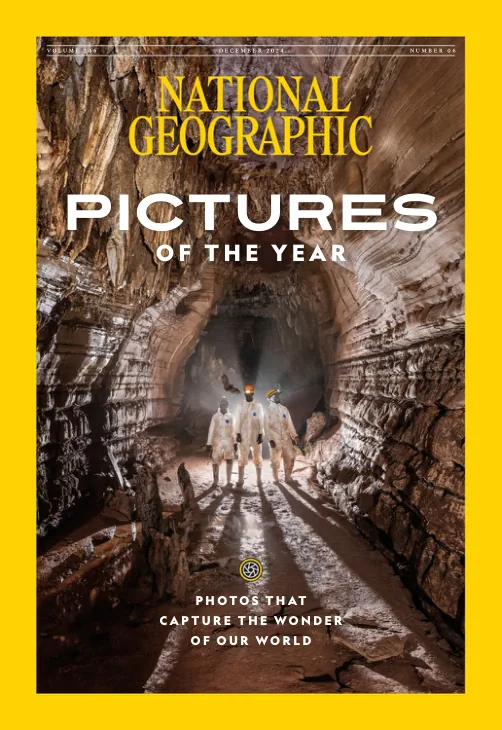 VOLUME 246 DECEMBER 2024 NUMBER 06
NATIONAL
GEOGRAPHIC
PICTURES
OF THE YEAR
PHOTOS THAT
CAPTURE THE WONDER
OF OUR WORLD